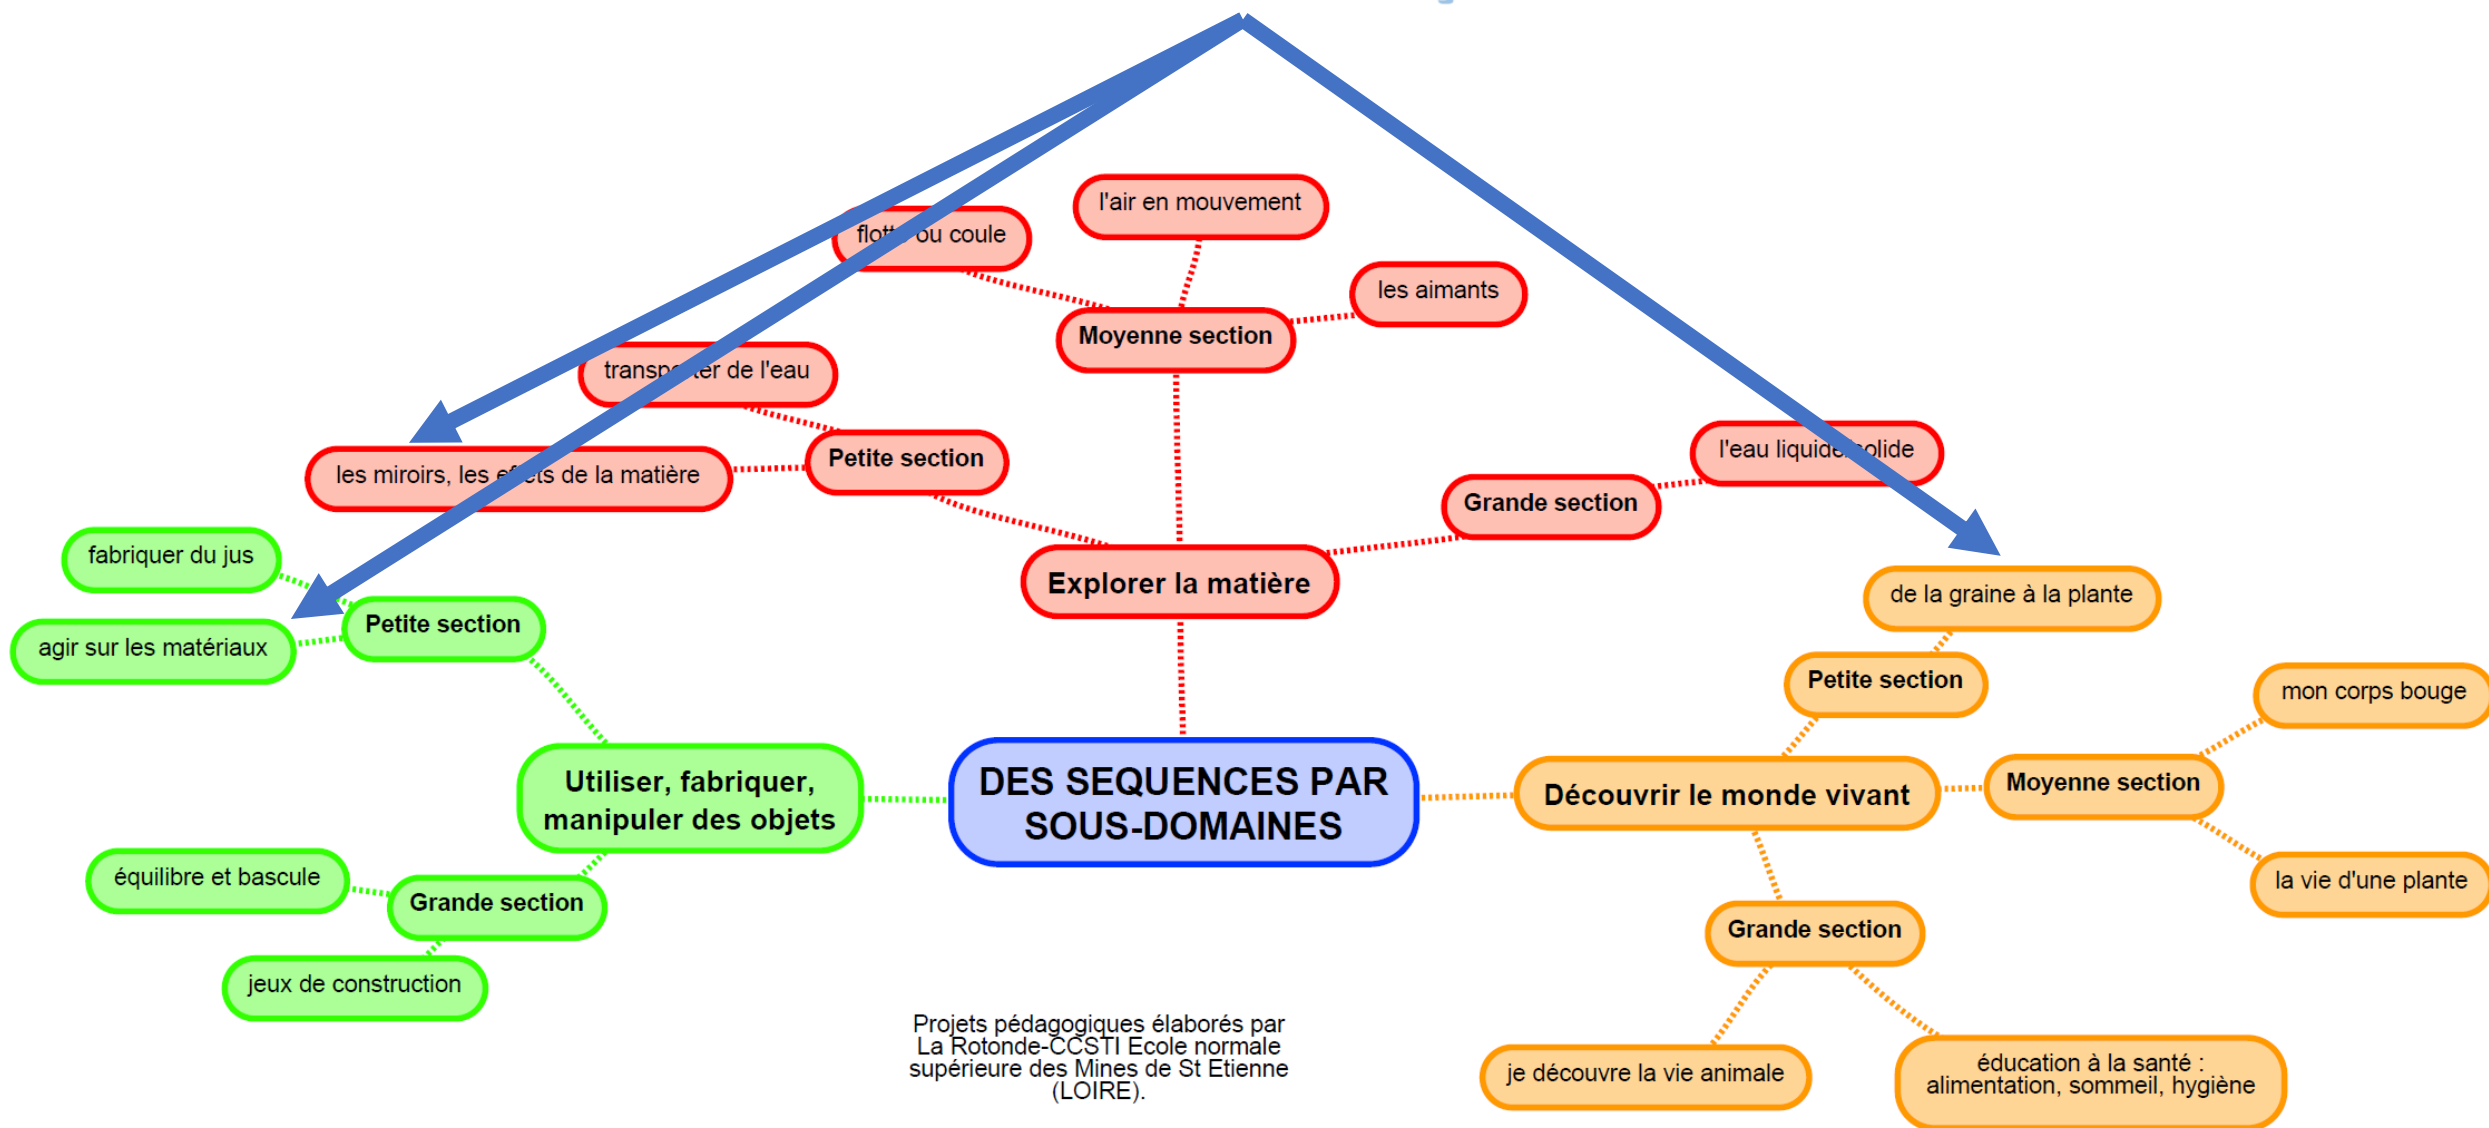 l'air en mouvement
flotte ou coule
les aimants
Moyenne section
transporter de l'eau
Petite section
les miroirs, les effets de la matière
l'eau liquide/solide
Grande section
Explorer la matière
fabriquer du jus
Petite section
agir sur les matériaux
Utiliser, fabriquer,
manipuler des objets
équilibre et bascule
Grande section
jeux de construction
DES SEQUENCES PAR
SOUS-DOMAINES
de la graine à la plante
Petite section
mon corps bouge
Découvrir le monde vivant
Moyenne section
la vie d'une plante
Grande section
je découvre la vie animale
éducation à la santé :
alimentation, sommeil, hygiène
Projets pédagogiques élaborés par
La Rotonde-CCSTI Ecole normale
supérieure des Mines de St Etienne
(LOIRE).